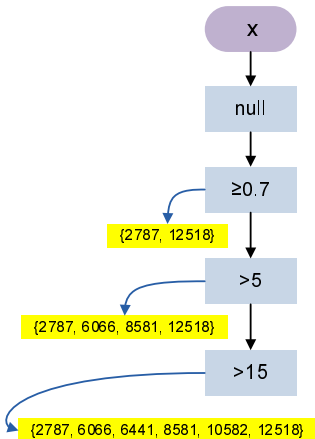 x
null
≥0.7
{2787, 12518}
>5
{2787, 6066, 8581, 12518}
>15
{2787, 6066, 6441, 8581, 10582, 12518}